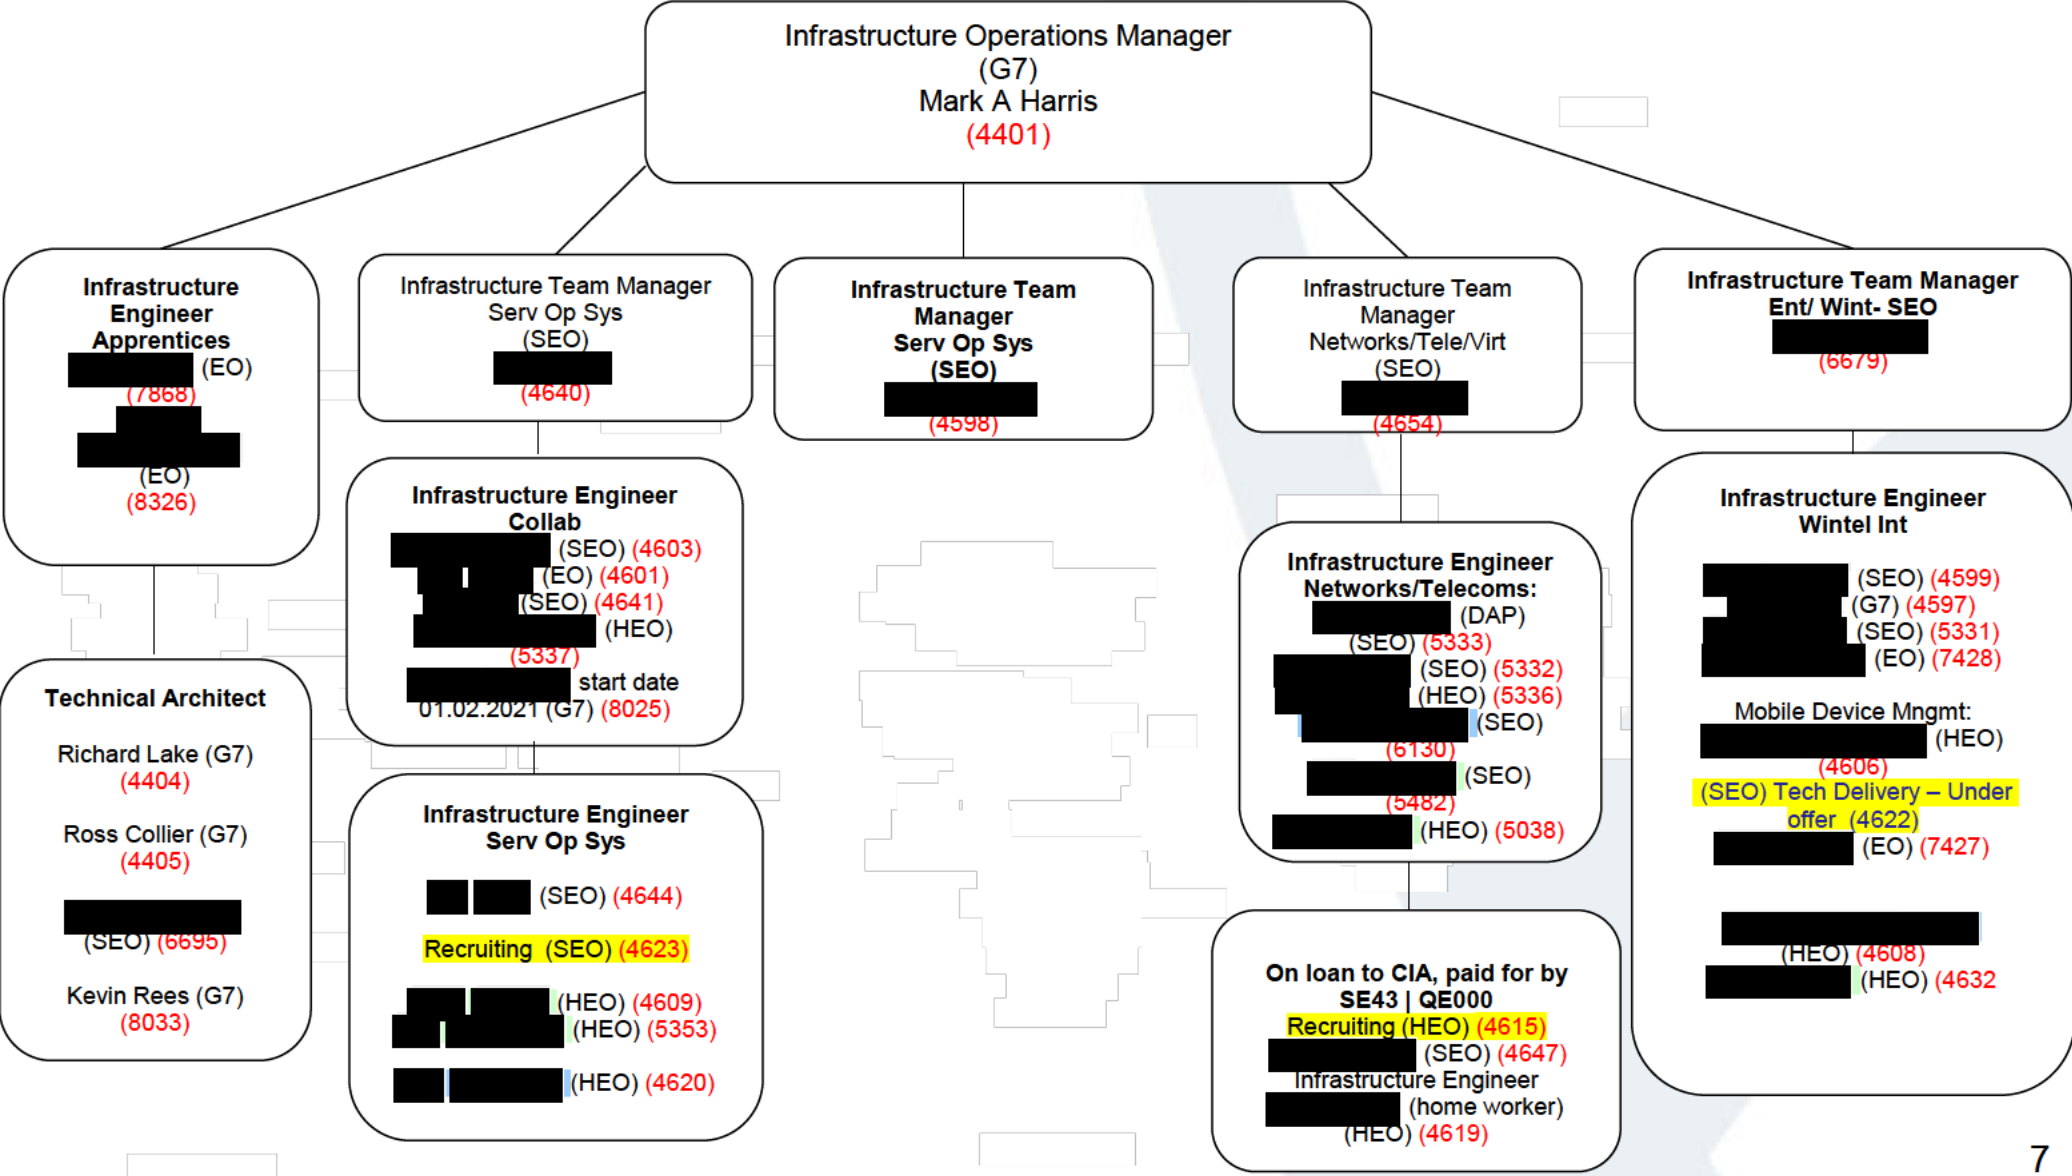 Infrastructure Operations Manager
(G7)
Mark A Harris
(4401)
Infrastructure
Engineer
Apprentices
(EO)
(7868)
(EO)
(8326)
Technical Architect
Richard Lake (G7)
(4404)
Ross Collier (G7)
(4405)
(SEO) (6695)
Kevin Rees (G7)
(8033)
Infrastructure Team Manager
Serv Op Sys
(SEO)
(4640)
Infrastructure Engineer
Collab
(SEO) (4603)
(EO) (4601)
(SEO) (4641)
(HEO)
(5337)
start date
01.02.2021 (G7) (8025)
Infrastructure Engineer
Serv Op Sys
(SEO) (4644)
Recruiting (SEO) (4623)
(HEO) (4609)
(HEO) (5353)
(HEO) (4620)
Infrastructure Team
Manager
Serv Op Sys
(SEO)
(4598)
Infrastructure Team
Manager
Networks/Tele/Virt
(SEO)
(4654)
Infrastructure Engineer
Networks/Telecoms:
(DAP)
(SEO) (5333)
(SEO) (5332)
(HEO) (5336)
(SEO)
(6130)
(SEO)
(5482)
(HEO) (5038)
On loan to CIA, paid for by
SE43 | QE000
Recruiting (HEO) (4615)
(SEO) (4647)
Infrastructure Engineer
(home worker)
(HEO) (4619)
Infrastructure Team Manager
Ent/ Wint- SEO
(6679)
Infrastructure Engineer
Wintel Int
(SEO) (4599)
(G7) (4597)
(SEO) (5331)
(EO) (7428)
Mobile Device Mngmt:
(HEO)
(4606)
(SEO) Tech Delivery – Under
offer (4622)
(EO) (7427)
(HEO) (4608)
(HEO) (4632
7